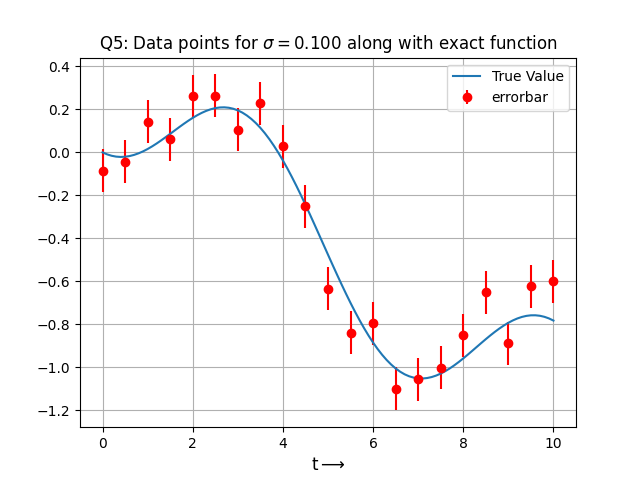 Q5: Data points for σ = 0.100 along with exact function
True Value
errorbar
0.4
0.2
0.0
−0.2
−0.4
−0.6
−0.8
−1.0
−1.2
0 2 4 6 8 10
t⟶